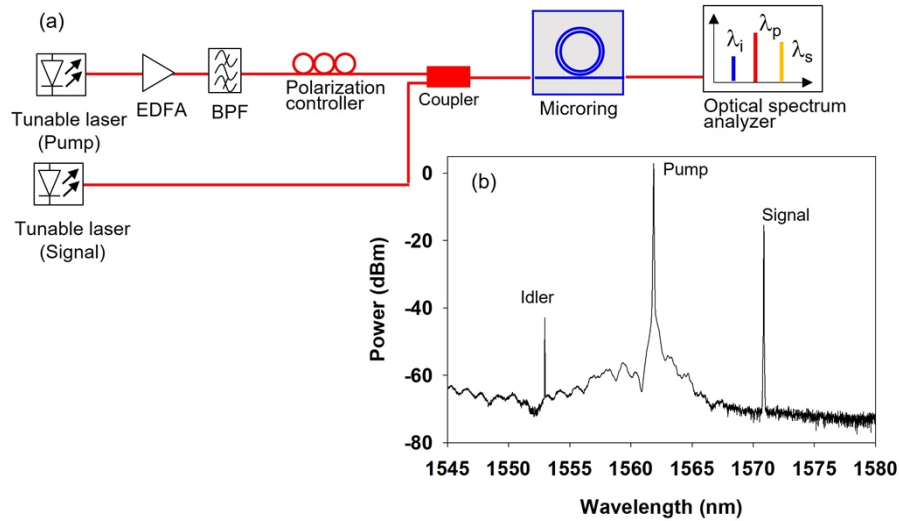 (a)
λi
λp
λs
EDFA
BPF
Polarization
controller
Coupler
Microring
Optical spectrum
analyzer
Tunable laser
(Pump)
Tunable laser
(Signal)
(b)
Pump
Signal
Idler
0
-20
-40
-60
-80
Power (dBm)
1545 1550 1555 1560 1565 1570 1575 1580
Wavelength (nm)